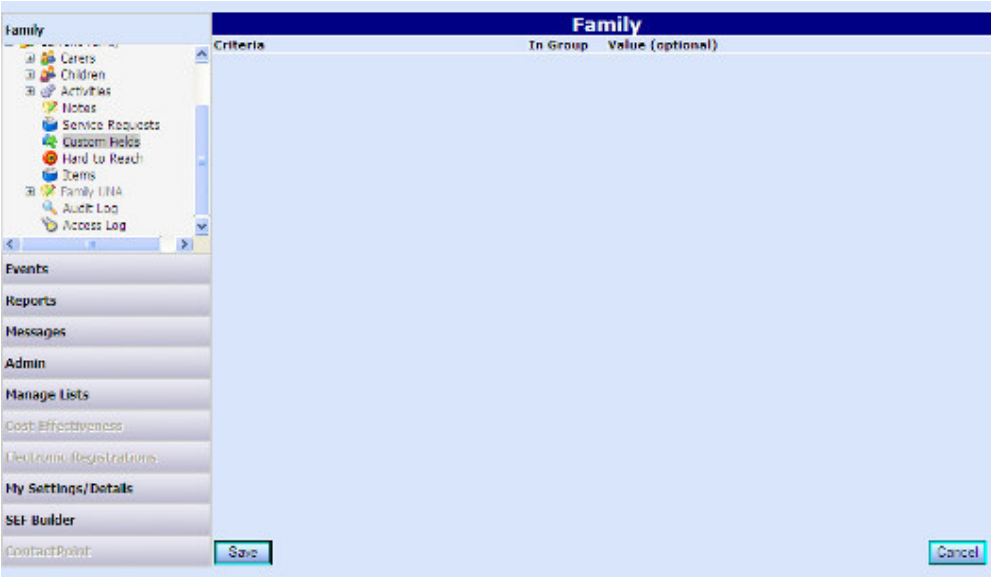 Family
Family
Criteria
In Group
Value (optional)
Carers
Children
Activities
Notes
Service Requests
Custom Fields
Hard to Reach
Items
Family UNA
Audit Log
Access Log
Events
Reports
Messages
Admin
Manage Lists
Cost Effectiveness
Electronic Registrations
My Settings/Details
SEF Builder
ContactPoint
Save
Cancel